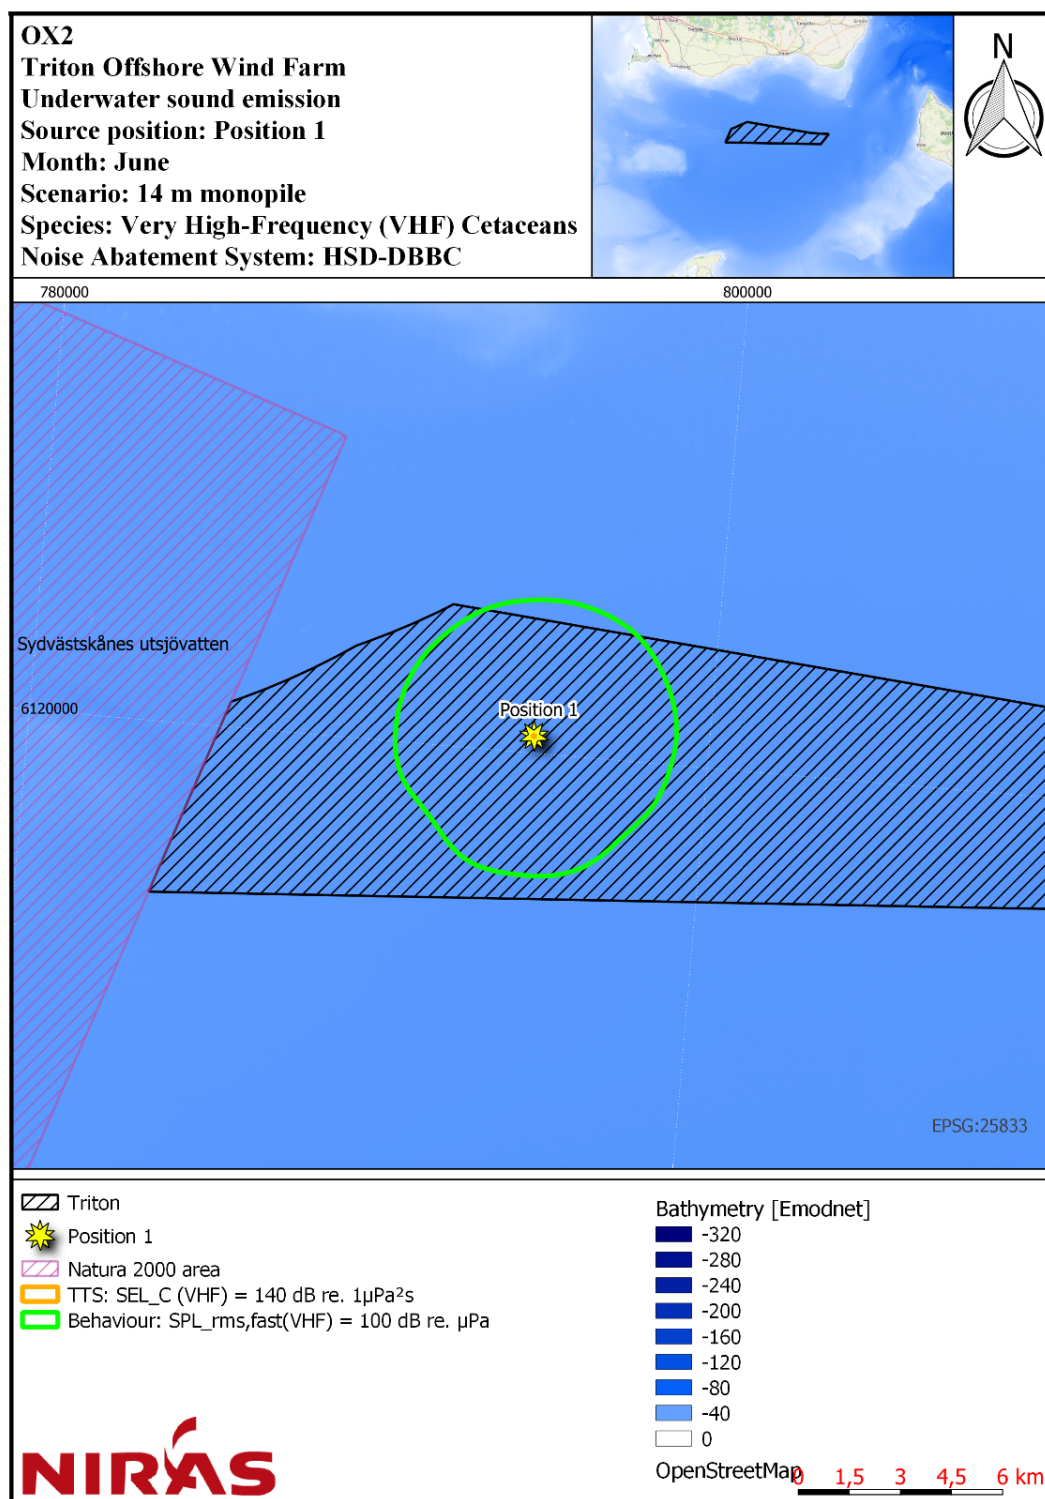 OX2
Triton Offshore Wind Farm
Underwater sound emission
Source position: Position 1
Month: June
Scenario: 14 m monopile
Species: Very High-Frequency (VHF) Cetaceans
Noise Abatement System: HSD-DBBC
N
780000
800000
Sydvästskånes utsjövatten
6120000
Position 1
EPSG:25833
Triton
Position 1
Natura 2000 area
TTS: SEL_C (VHF) = 140 dB re. 1µPa²s
Behaviour: SPL_rms,fast(VHF) = 100 dB re. µPa
Bathymetry [Emodnet]
-320
-280
-240
-200
-160
-120
-80
-40
0
OpenStreetMap
0 1,5 3 4,5 6 km
NIRAS